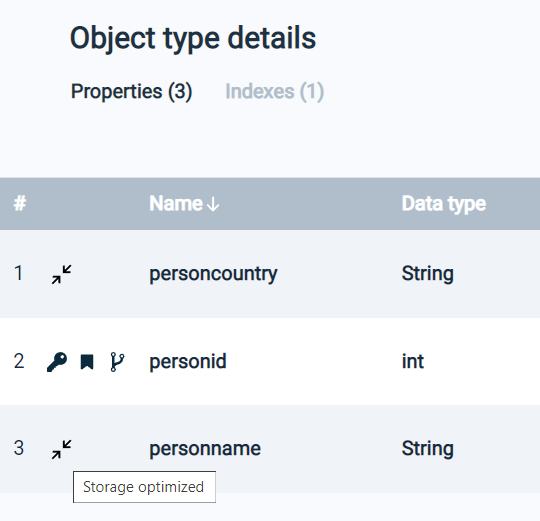 Object type details
Properties (3) Indexes (1)
# Name Data type
1 personcountry String
2 personid int
3 personname String
Storage optimized